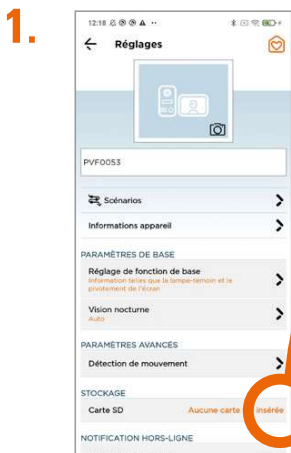 1.
12:18
Réglages
PVF0053
Scénarios
Informations appareil
PARAMÈTRES DE BASE
Réglage de fonction de base
Information telles que la lampe-témoin et le
pivotement de l'écran
Vision nocturne
Auto
PARAMÈTRES AVANCÉS
Détection de mouvement
STOCKAGE
Carte SD Aucune carte insérée
NOTIFICATION HORS-LIGNE